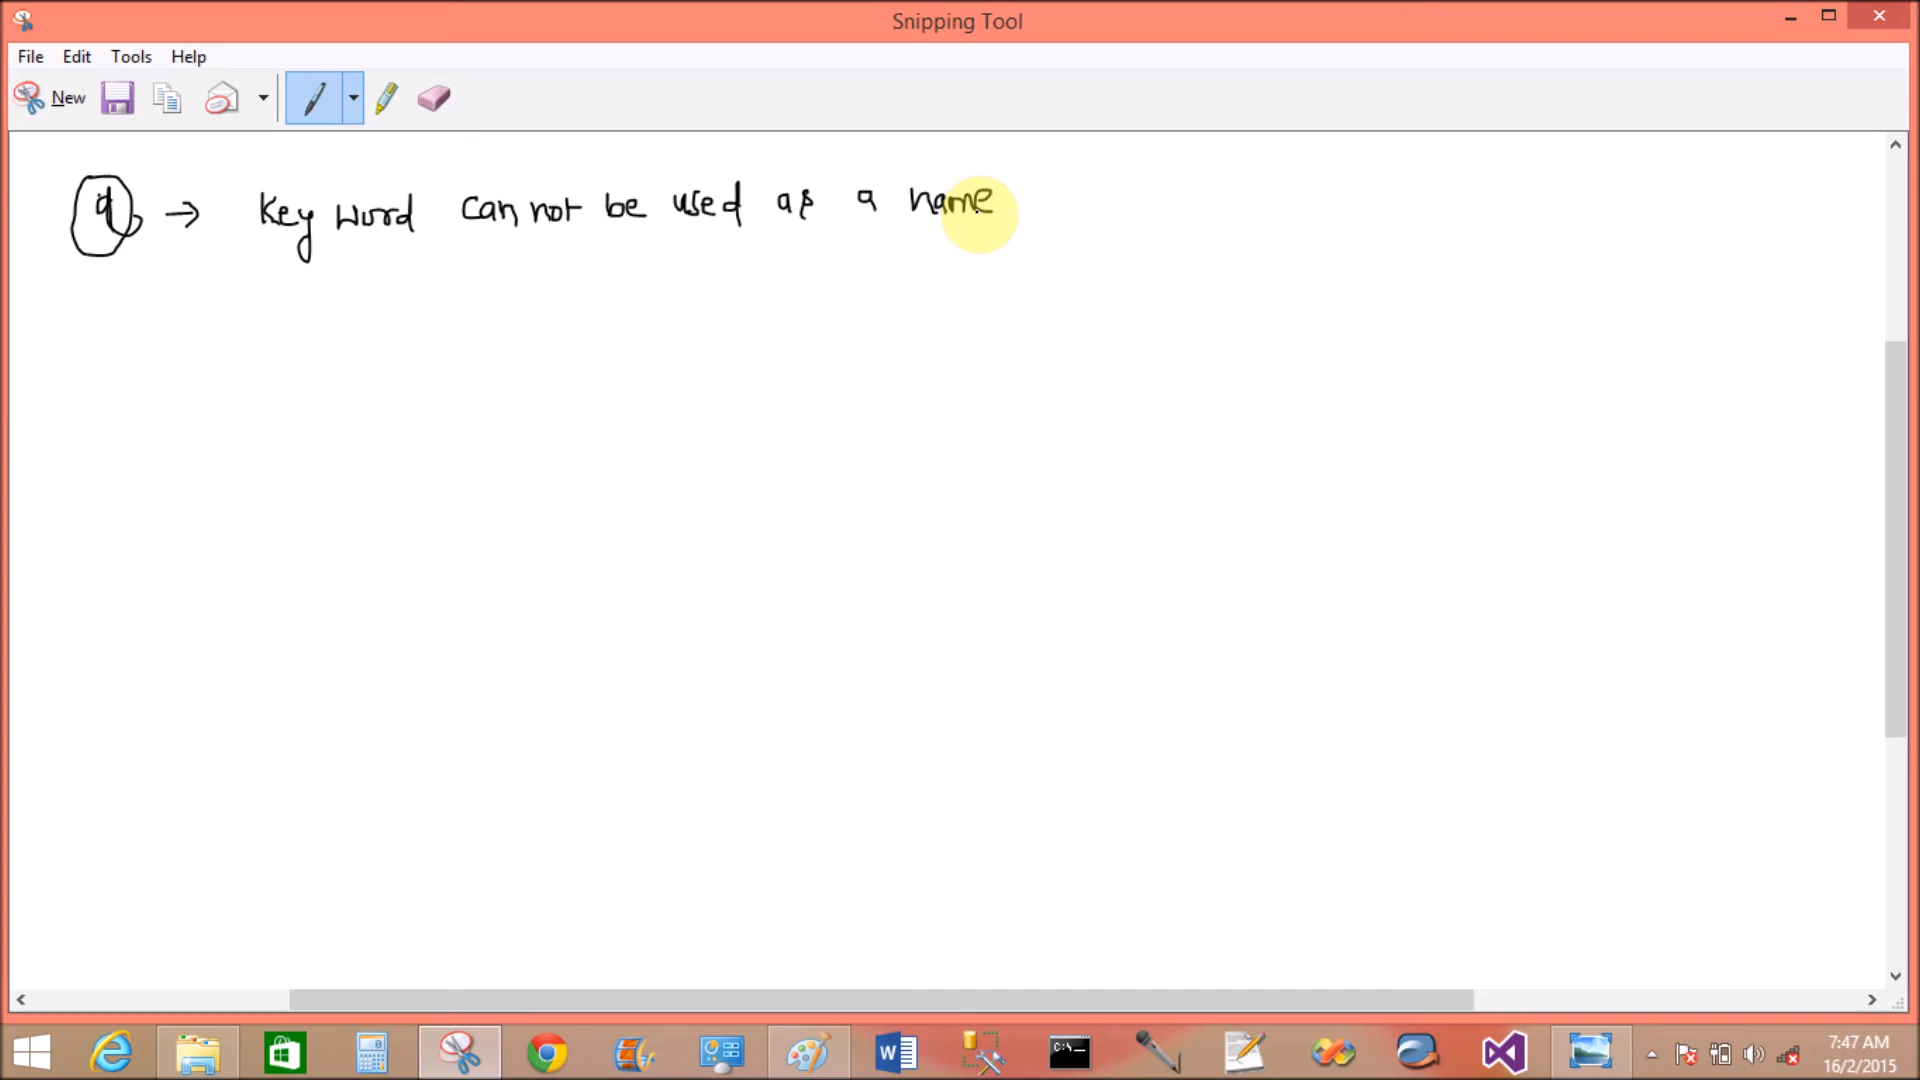 Snipping Tool
File Edit Tools Help
New
→ Key word can not be used as a name
C:\
W
7:47 AM
16/2/2015